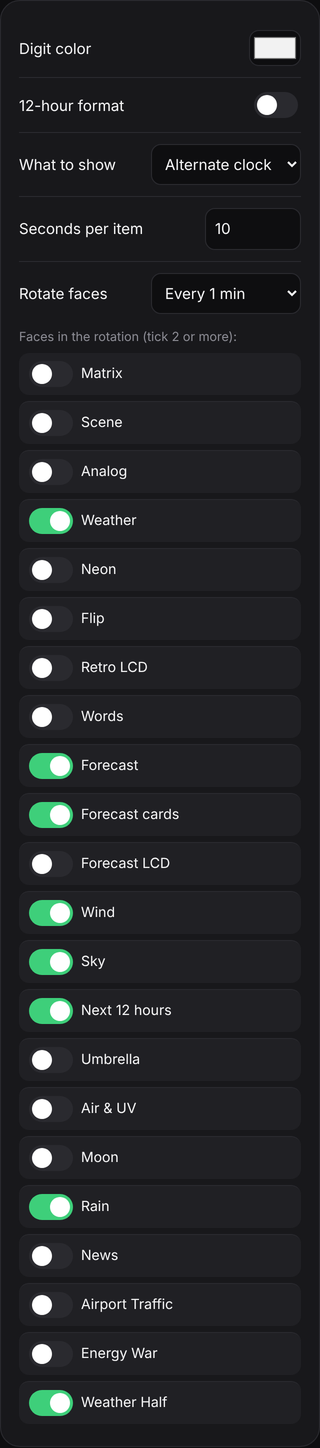 Digit color
12-hour format
What to show Alternate clock
Seconds per item 10
Rotate faces Every 1 min
Faces in the rotation (tick 2 or more):
Matrix
Scene
Analog
Weather
Neon
Flip
Retro LCD
Words
Forecast
Forecast cards
Forecast LCD
Wind
Sky
Next 12 hours
Umbrella
Air & UV
Moon
Rain
News
Airport Traffic
Energy War
Weather Half